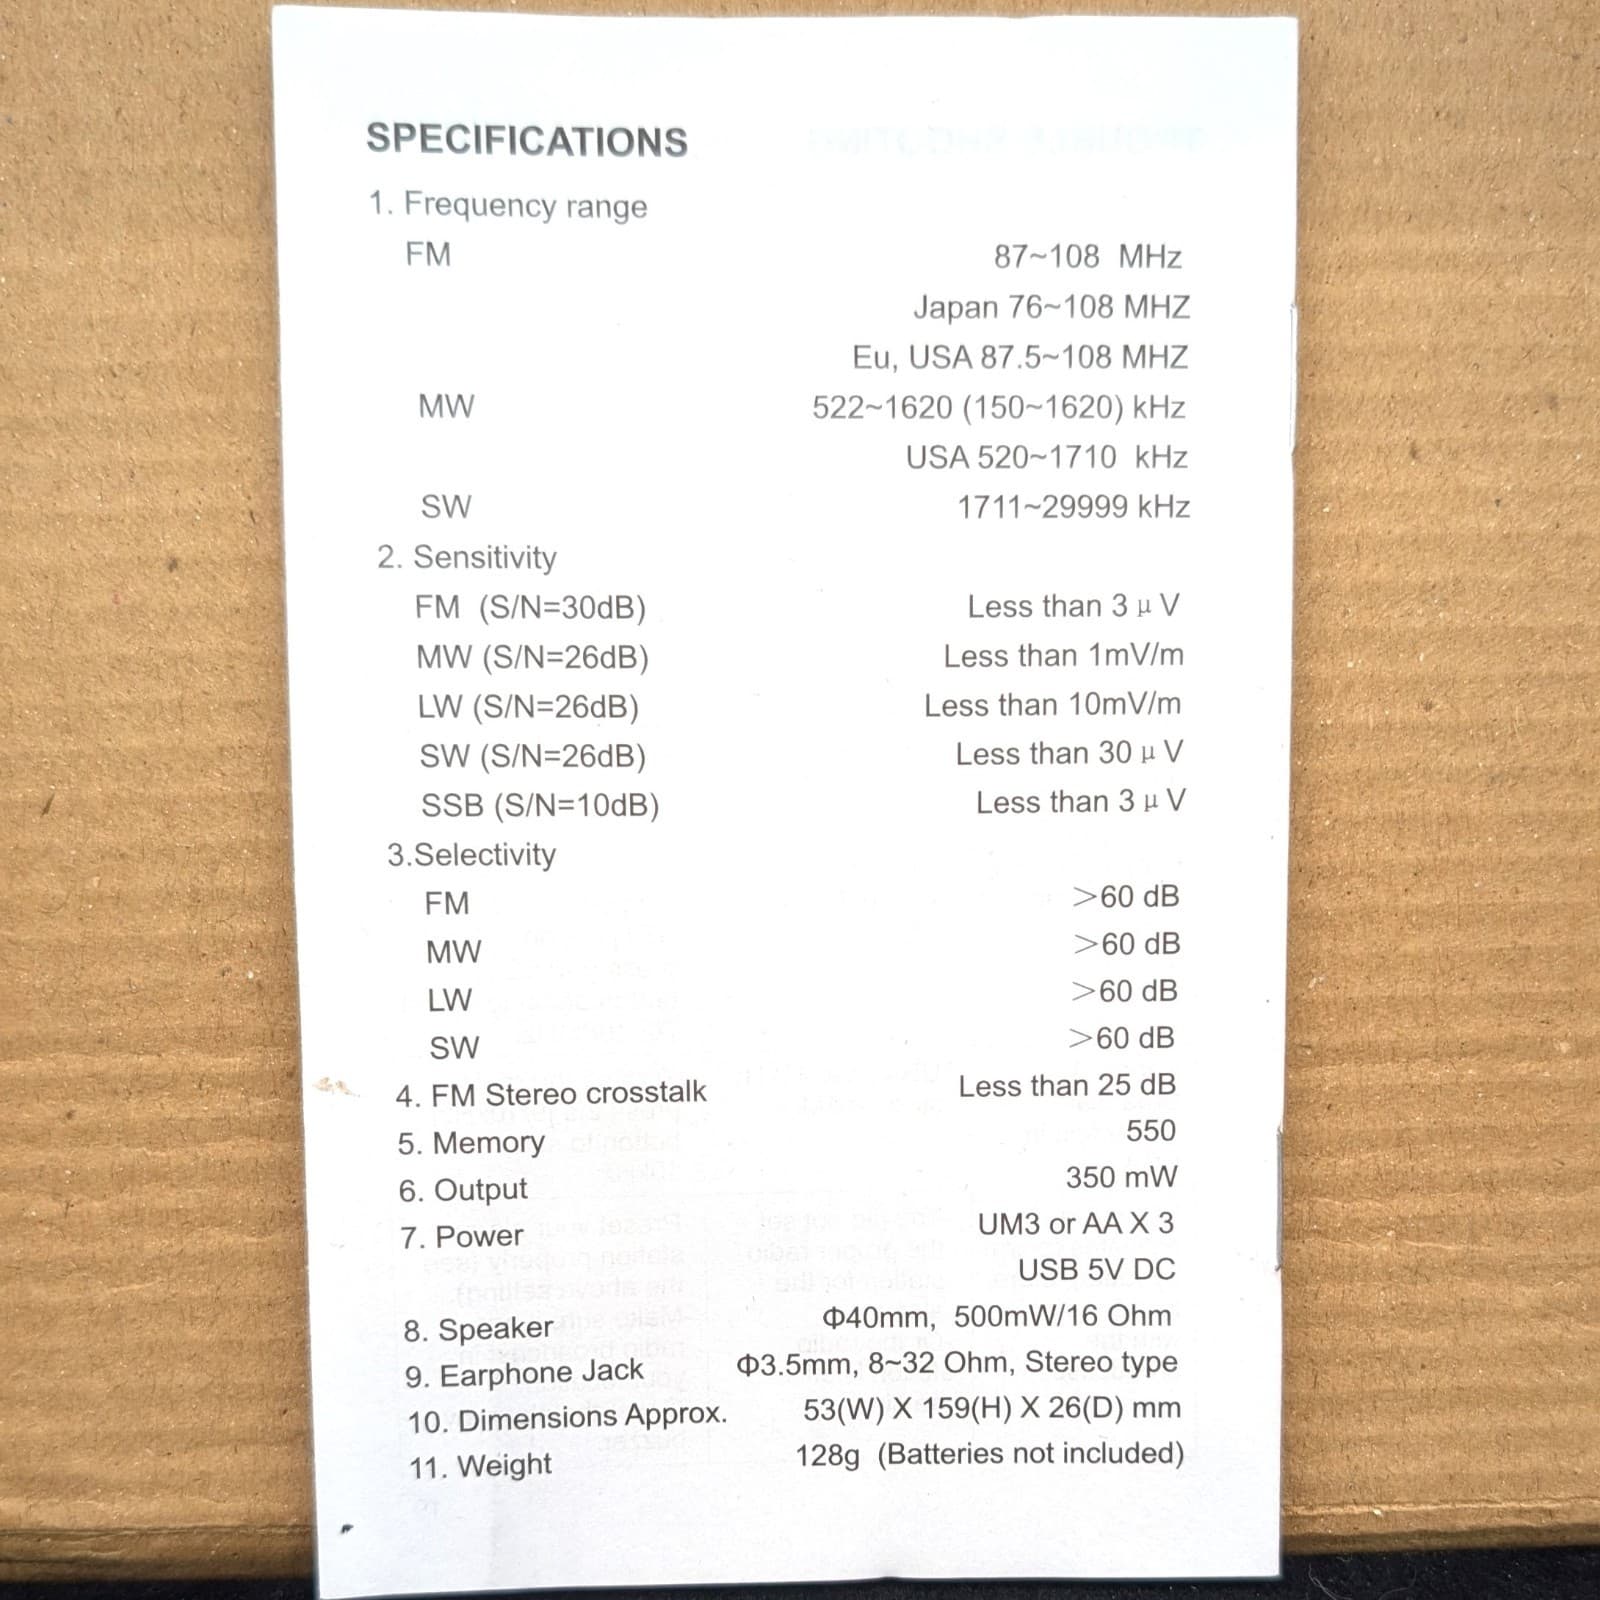 SPECIFICATIONS
1. Frequency range
FM 87~108 MHz
Japan 76~108 MHZ
Eu, USA 87.5~108 MHZ
MW 522~1620 (150~1620) kHz
USA 520~1710 kHz
SW 1711~29999 kHz
2. Sensitivity
FM (S/N=30dB) Less than 3 μ V
MW (S/N=26dB) Less than 1mV/m
LW (S/N=26dB) Less than 10mV/m
SW (S/N=26dB) Less than 30 μ V
SSB (S/N=10dB) Less than 3 μ V
3.Selectivity
FM >60 dB
MW >60 dB
LW >60 dB
SW >60 dB
4. FM Stereo crosstalk Less than 25 dB
5. Memory 550
6. Output 350 mW
7. Power UM3 or AA X 3
USB 5V DC
8. Speaker Φ40mm, 500mW/16 Ohm
9. Earphone Jack Φ3.5mm, 8~32 Ohm, Stereo type
10. Dimensions Approx. 53(W) X 159(H) X 26(D) mm
11. Weight 128g (Batteries not included)